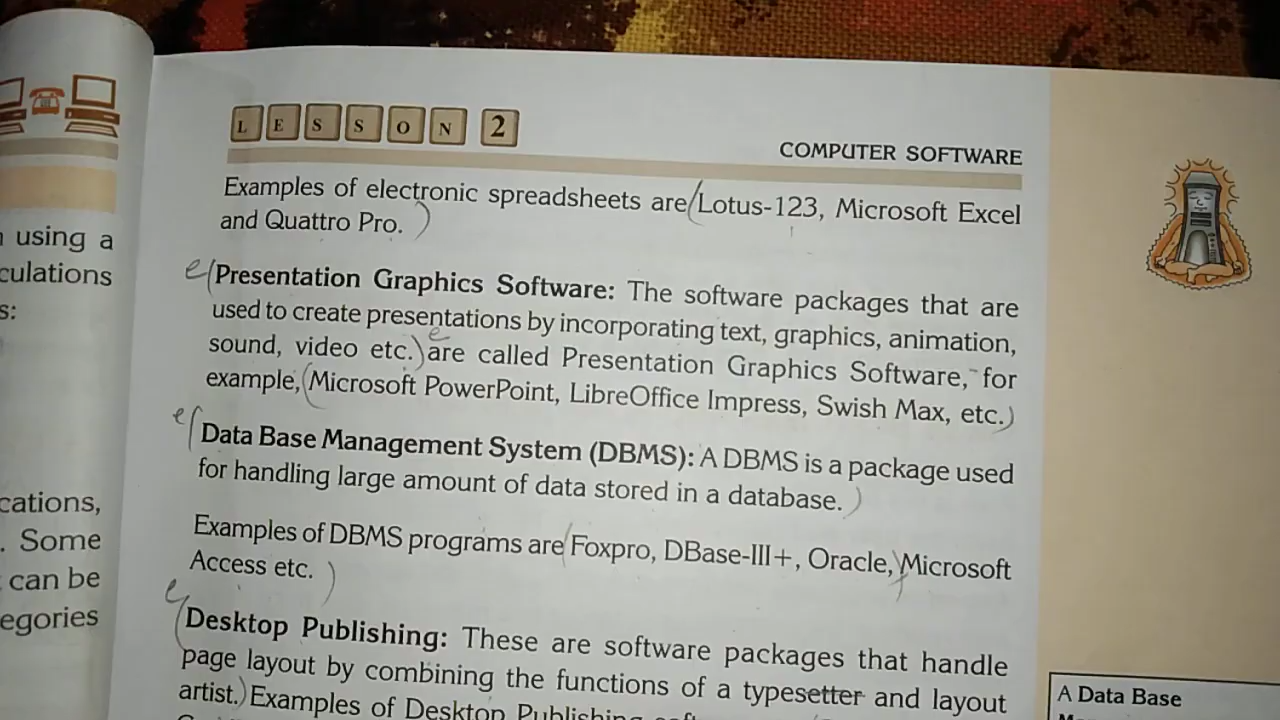 LESSON 2
COMPUTER SOFTWARE
Examples of electronic spreadsheets are Lotus-123, Microsoft Excel
and Quattro Pro.
Presentation Graphics Software: The software packages that are
used to create presentations by incorporating text, graphics, animation,
sound, video etc. are called Presentation Graphics Software, for
example, Microsoft PowerPoint, LibreOffice Impress, Swish Max, etc.
Data Base Management System (DBMS): A DBMS is a package used
for handling large amount of data stored in a database.
Examples of DBMS programs are Foxpro, DBase-III+, Oracle, Microsoft
Access etc.
Desktop Publishing: These are software packages that handle
page layout by combining the functions of a typesetter and layout
artist. Examples of Desktop Publishing
using a
s:
. Some
can be
A Data Base